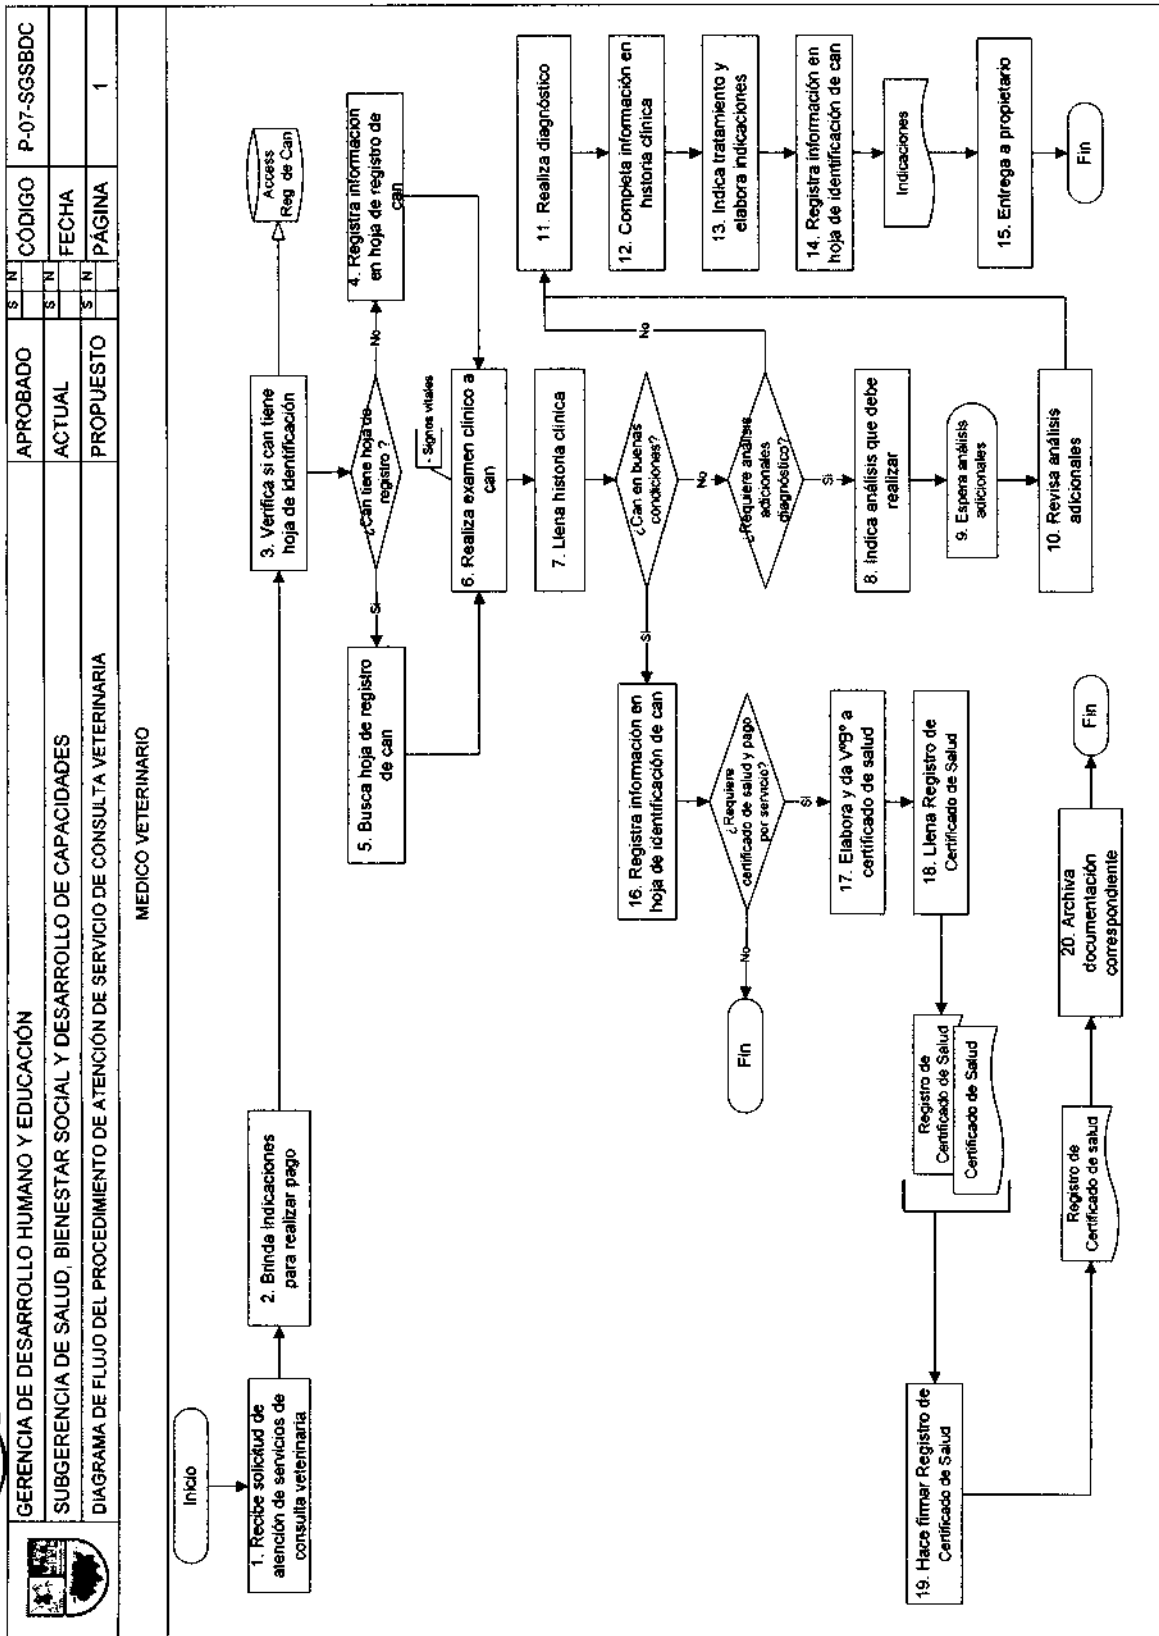 GERENCIA DE DESARROLLO HUMANO Y EDUCACIÓN
APROBADO
S N
CÓDIGO
P-07-SGSBDC
SUBGERENCIA DE SALUD, BIENESTAR SOCIAL Y DESARROLLO DE CAPACIDADES
ACTUAL
S N
FECHA
DIAGRAMA DE FLUJO DEL PROCEDIMIENTO DE ATENCIÓN DE SERVICIO DE CONSULTA VETERINARIA
PROPUESTO
S N
PÁGINA
1
MEDICO VETERINARIO
Inicio
1. Recibe solicitud de
atención de servicios de
consulta veterinaria
2. Brinda Indicaciones
para realizar pago
3. Verifica si can tiene
hoja de identificación
Access
Reg. de Can
¿Can tiene hoja de
registro ?
No
Si
4. Registra informacion
en hoja de registro de
can
5. Busca hoja de registro
de can
- Signos vitales
6. Realiza examen clínico a
can
7. Llena historia clínica
¿Can en buenas
condiciones?
Si
No
¿Requiere análisis
adicionales
diagnóstico?
No
Si
8. Indica análisis que debe
realizar
9. Espera análisis
adicionales
10. Revisa análisis
adicionales
11. Realiza diagnóstico
12. Completa información en
historia clínica
13. Indica tratamiento y
elabora indicaciones
14. Registra información en
hoja de identificación de can
Indicaciones
15. Entrega a propietario
Fin
16. Registra información en
hoja de identificación de can
¿Requiere
certificado de salud y pago
por servicio?
No
Si
Fin
17. Elabora y da VºBº a
certificado de salud
18. Llena Registro de
Certificado de Salud
Registro de
Certificado de Salud
Certificado de Salud
19. Hace firmar Registro de
Certificado de Salud
Registro de
Certificado de salud
20. Archiva
documentación
correspondiente
Fin